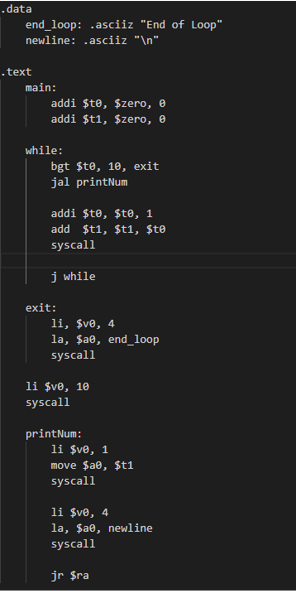 .data
    end_loop: .asciiz "End of Loop"
    newline: .asciiz "\n"

.text
    main:
        addi $t0, $zero, 0
        addi $t1, $zero, 0

    while:
        bgt $t0, 10, exit
        jal printNum

        addi $t0, $t0, 1
        add  $t1, $t1, $t0
        syscall

        j while

    exit:
        li, $v0, 4
        la, $a0, end_loop
        syscall

    li $v0, 10
    syscall

    printNum:
        li $v0, 1
        move $a0, $t1
        syscall

        li $v0, 4
        la, $a0, newline
        syscall

        jr $ra